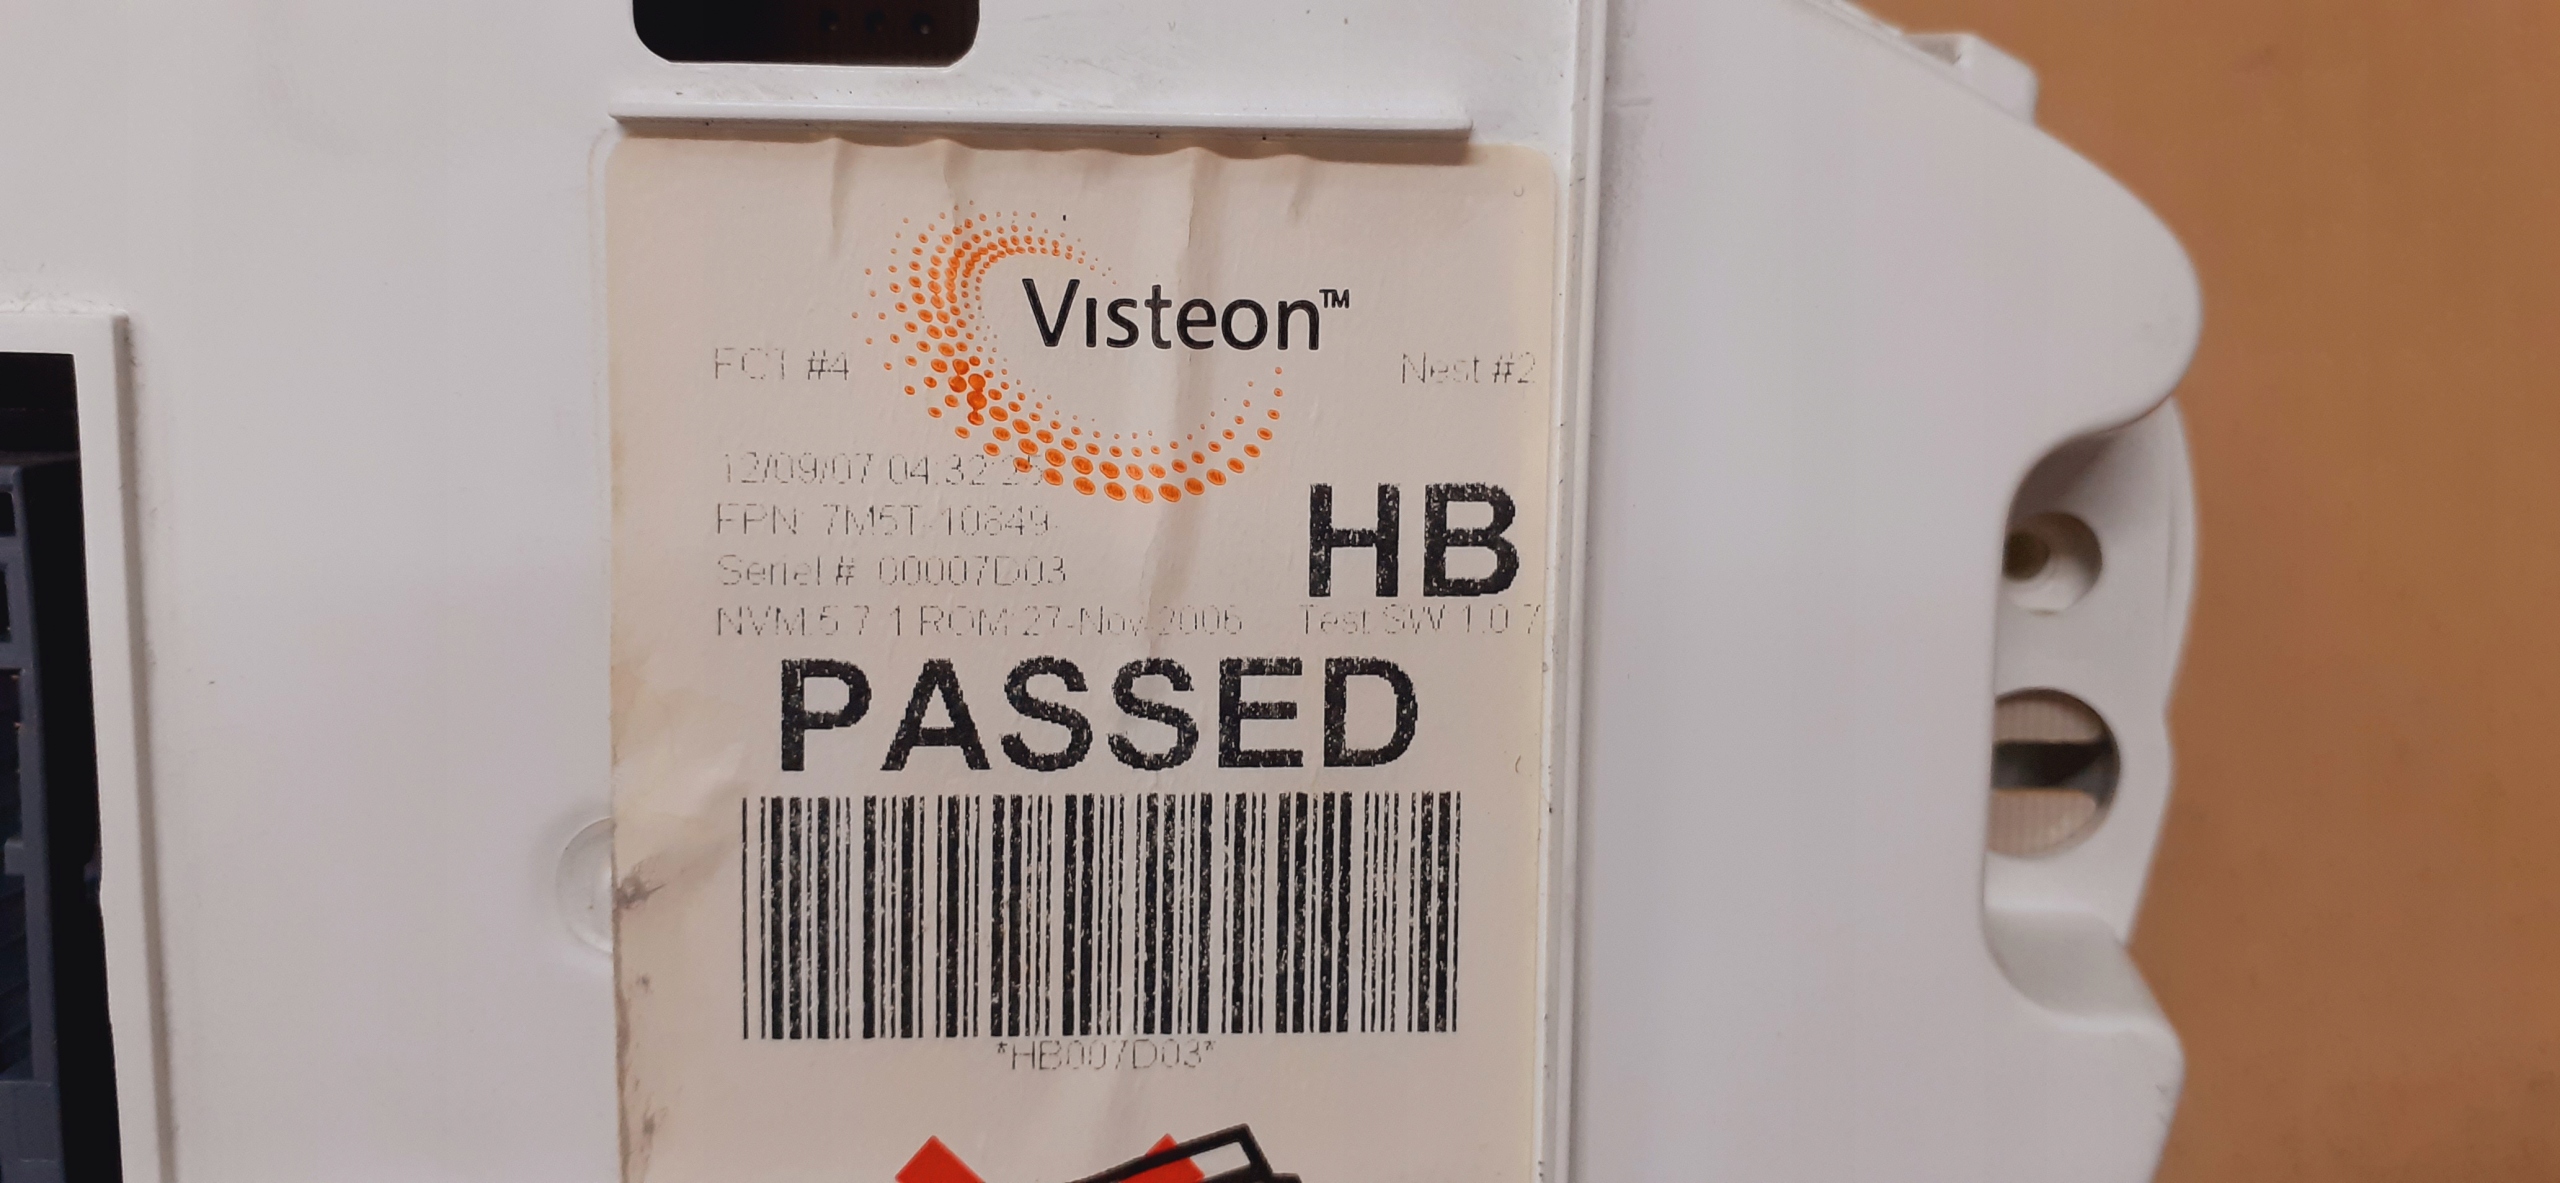 Visteon™
FCT #4 Nest #2
12/09/07 04:32:25
HB
FPN: 7M5T-10849-
Serial #: 00007D03
NVM:5.7.1 ROM:27-Nov-2006 Test SW 1.0.7
PASSED
*HB007D03*